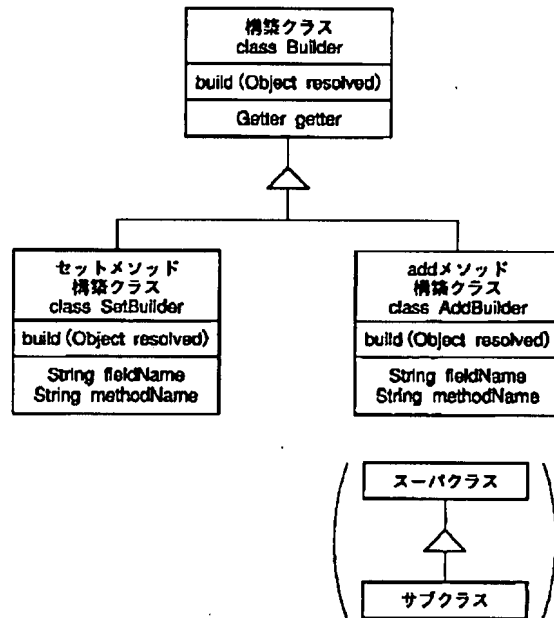 構築クラス
class Builder
build (Object resolved)
Getter getter
セットメソッド
構築クラス
class SetBuilder
build (Object resolved)
String fieldName
String methodName
addメソッド
構築クラス
class AddBuilder
build (Object resolved)
String fieldName
String methodName
スーパクラス
サブクラス